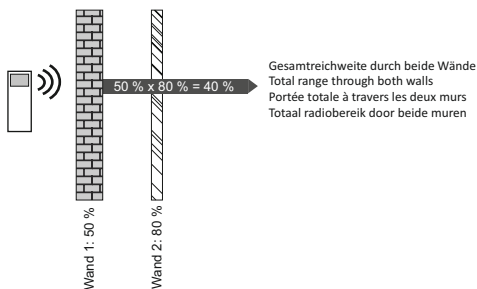 50 % x 80 % = 40 %
Gesamtreichweite durch beide Wände
Total range through both walls
Portée totale à travers les deux murs
Totaal radiobereik door beide muren
Wand 1: 50 %
Wand 2: 80 %